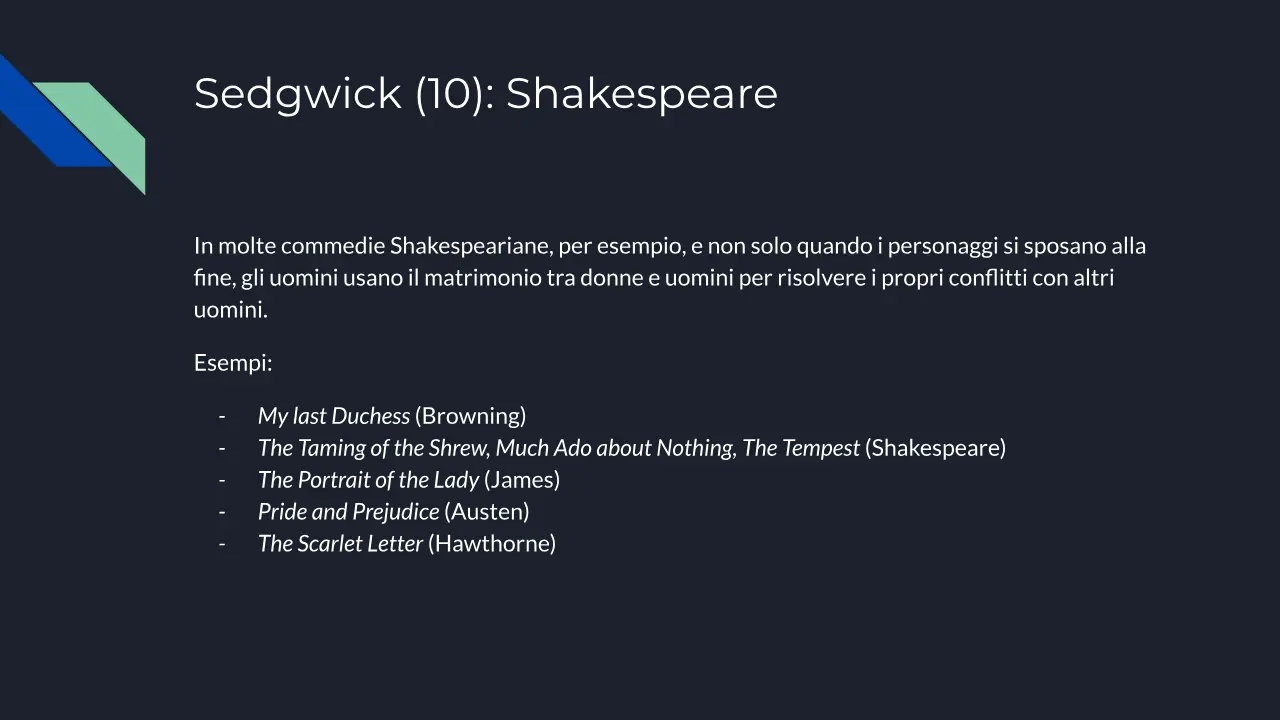 Sedgwick (10): Shakespeare
In molte commedie Shakespeariane, per esempio, e non solo quando i personaggi si sposano alla
fine, gli uomini usano il matrimonio tra donne e uomini per risolvere i propri conflitti con altri
uomini.
Esempi:
- My last Duchess (Browning)
- The Taming of the Shrew, Much Ado about Nothing, The Tempest (Shakespeare)
- The Portrait of the Lady (James)
- Pride and Prejudice (Austen)
- The Scarlet Letter (Hawthorne)